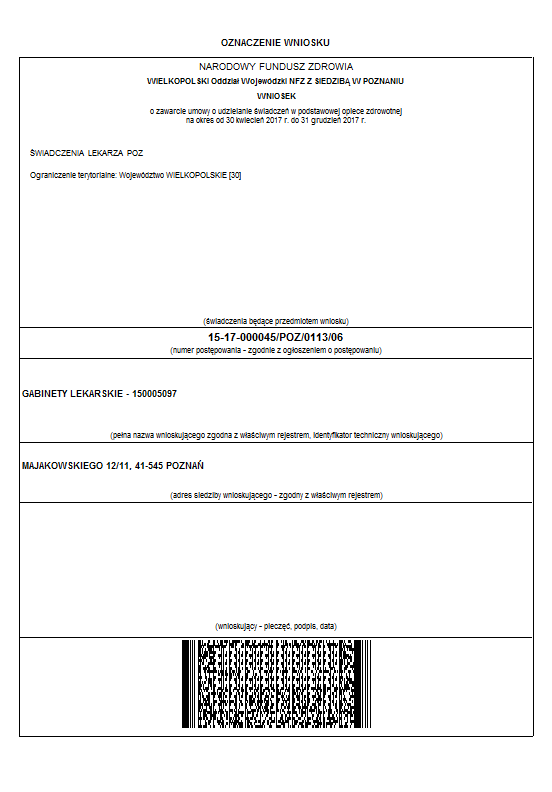 OZNACZENIE WNIOSKU
NARODOWY FUNDUSZ ZDROWIA
WIELKOPOLSKI Oddział Wojewódzki NFZ Z SIEDZIBĄ W POZNANIU
WNIOSEK
o zawarcie umowy o udzielanie świadczeń w podstawowej opiece zdrowotnej
na okres od 30 kwiecień 2017 r. do 31 grudzień 2017 r.
ŚWIADCZENIA LEKARZA POZ
Ograniczenie terytorialne: Województwo WIELKOPOLSKIE [30]
(świadczenia będące przedmiotem wniosku)
15-17-000045/POZ/0113/06
(numer postępowania - zgodnie z ogłoszeniem o postępowaniu)
GABINETY LEKARSKIE - 150005097
(pełna nazwa wnioskującego zgodna z właściwym rejestrem, identyfikator techniczny wnioskującego)
MAJAKOWSKIEGO 12/11, 41-545 POZNAŃ
(adres siedziby wnioskującego - zgodny z właściwym rejestrem)
(wnioskujący - pieczęć, podpis, data)